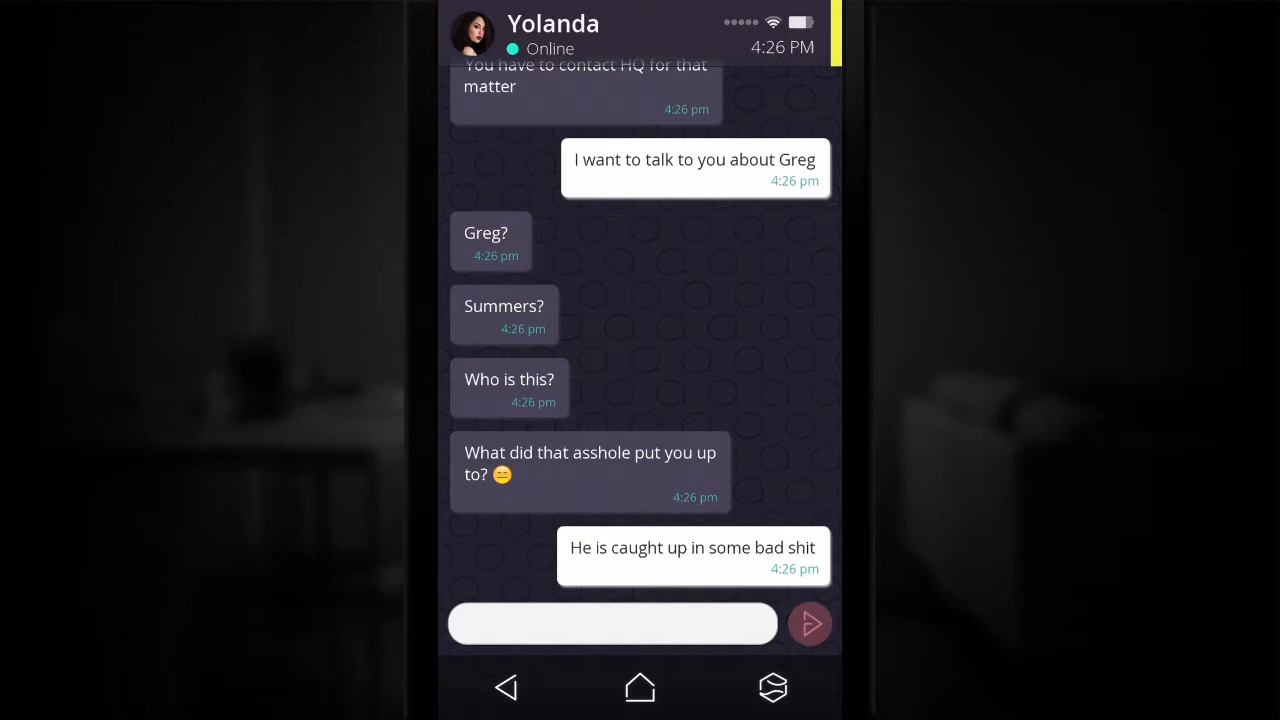 Yolanda
Online
4:26 PM
You have to contact HQ for that
matter
4:26 pm
I want to talk to you about Greg
4:26 pm
Greg?
4:26 pm
Summers?
4:26 pm
Who is this?
4:26 pm
What did that asshole put you up
to? 😑
4:26 pm
He is caught up in some bad shit
4:26 pm